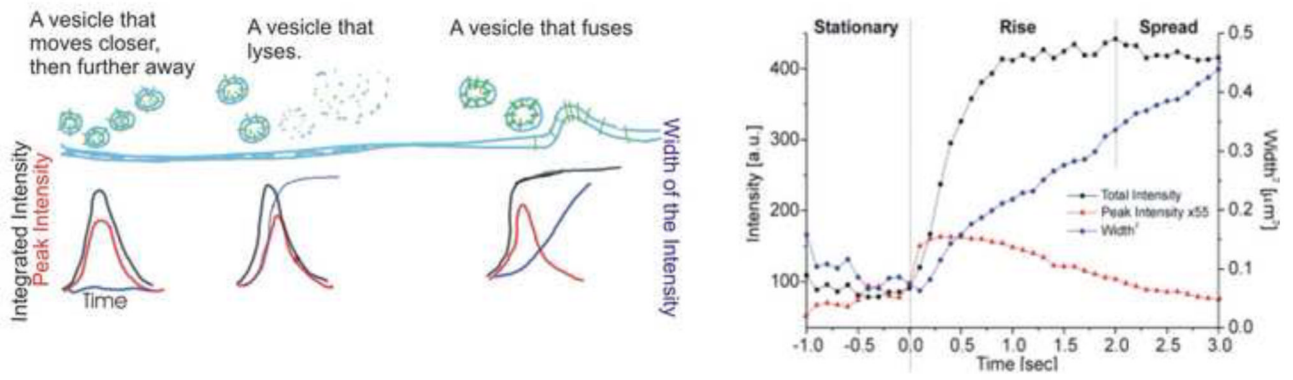 A vesicle that
moves closer,
then further away
A vesicle that
lyses.
A vesicle that fuses
Integrated Intensity
Peak Intensity
Time
Width of the Intensity
Stationary Rise Spread
Intensity [a.u.]
400
300
200
100
0.5
0.4
0.3
0.2
0.1
0.0
Width² [µm²]
Total Intensity
Peak Intensity x55
Width²
-1.0 -0.5 0.0 0.5 1.0 1.5 2.0 2.5 3.0
Time [sec]